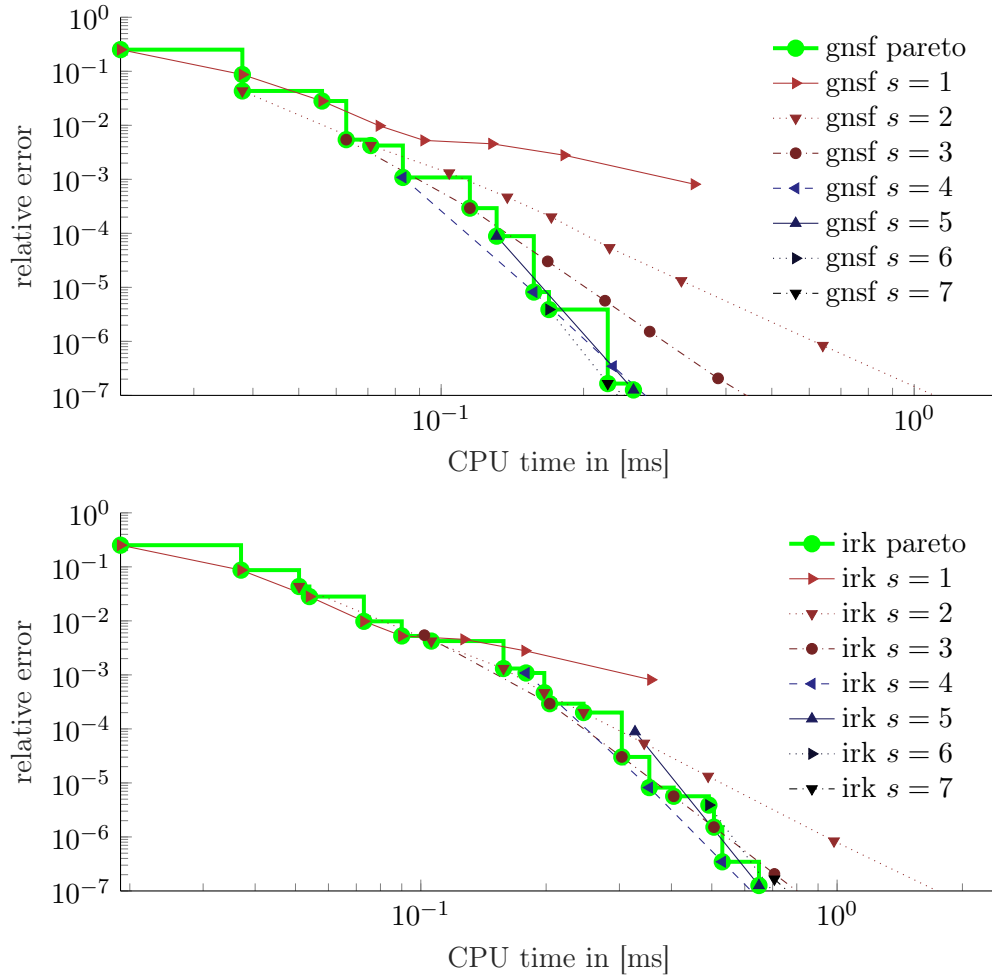 10^0
10^-1
10^-2
10^-3
10^-4
10^-5
10^-6
10^-7
relative error
10^-1
10^0
CPU time in [ms]
gnsf pareto
gnsf s = 1
gnsf s = 2
gnsf s = 3
gnsf s = 4
gnsf s = 5
gnsf s = 6
gnsf s = 7
10^0
10^-1
10^-2
10^-3
10^-4
10^-5
10^-6
10^-7
relative error
10^-1
10^0
CPU time in [ms]
irk pareto
irk s = 1
irk s = 2
irk s = 3
irk s = 4
irk s = 5
irk s = 6
irk s = 7